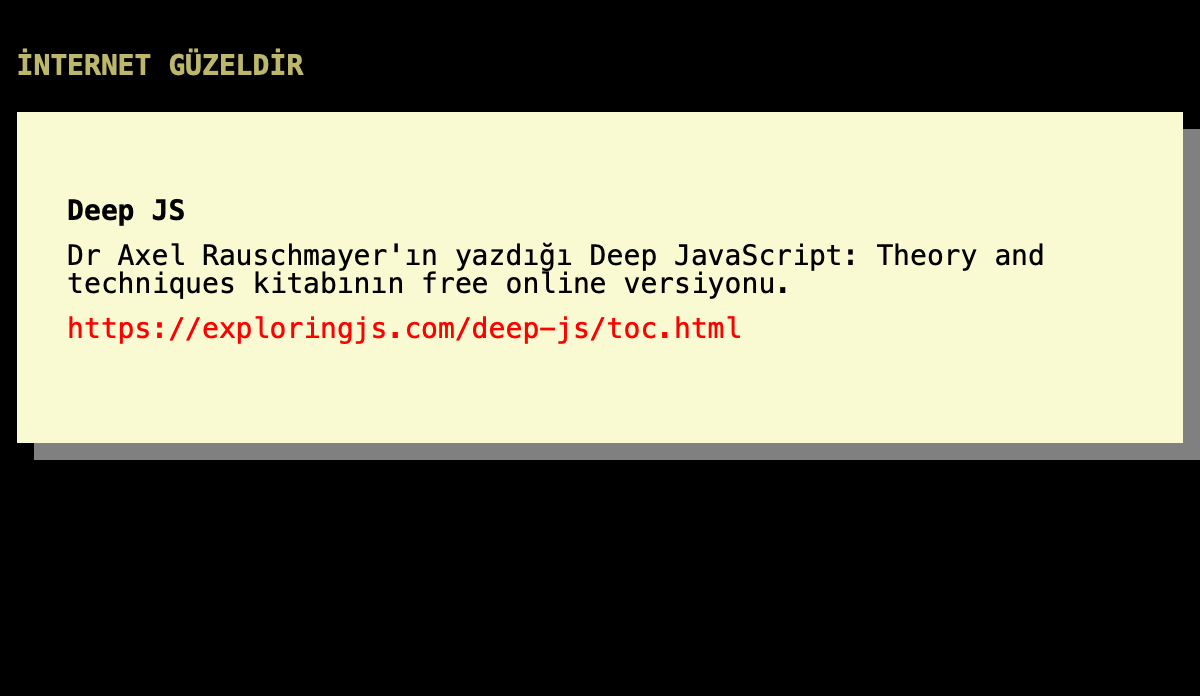 İNTERNET GÜZELDİR
Deep JS
Dr Axel Rauschmayer'ın yazdığı Deep JavaScript: Theory and
techniques kitabının free online versiyonu.
https://exploringjs.com/deep-js/toc.html